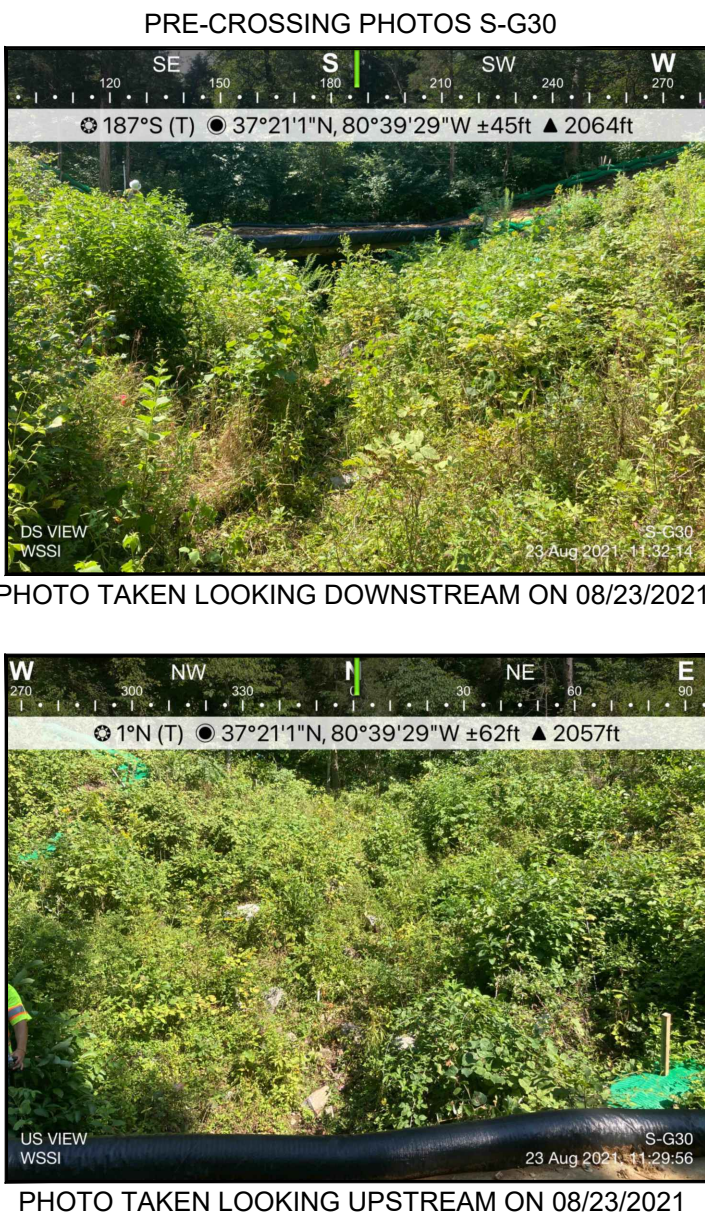 PRE-CROSSING PHOTOS S-G30
SE S SW W
120 150 180 210 240 270
187°S (T) 37°21'1"N, 80°39'29"W ±45ft ▲ 2064ft
DS VIEW
WSSI
S-G30
23 Aug 2021, 11:32:14
PHOTO TAKEN LOOKING DOWNSTREAM ON 08/23/2021
W NW N NE E
270 300 330 0 30 60 90
1°N (T) 37°21'1"N, 80°39'29"W ±62ft ▲ 2057ft
US VIEW
WSSI
S-G30
23 Aug 2021, 11:29:56
PHOTO TAKEN LOOKING UPSTREAM ON 08/23/2021